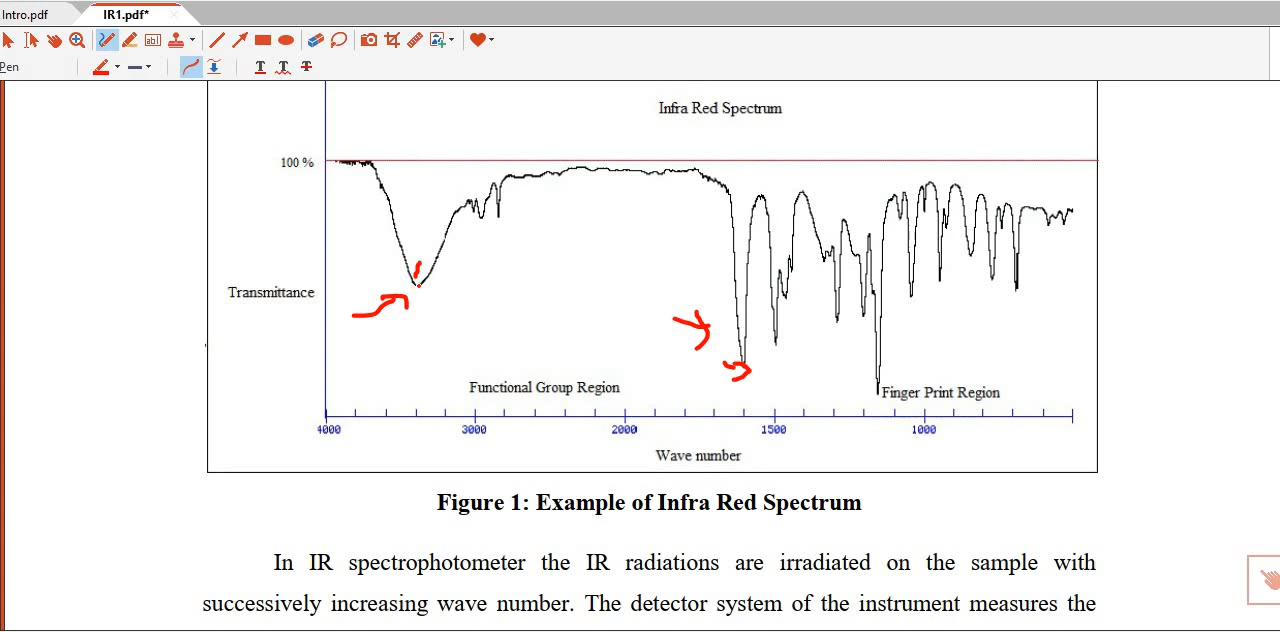 Intro.pdf
IR1.pdf*
ab|
Pen
T T T
Infra Red Spectrum
100 %
Transmittance
Functional Group Region
Finger Print Region
4000 3000 2000 1500 1000
Wave number
Figure 1: Example of Infra Red Spectrum
In IR spectrophotometer the IR radiations are irradiated on the sample with
successively increasing wave number. The detector system of the instrument measures the